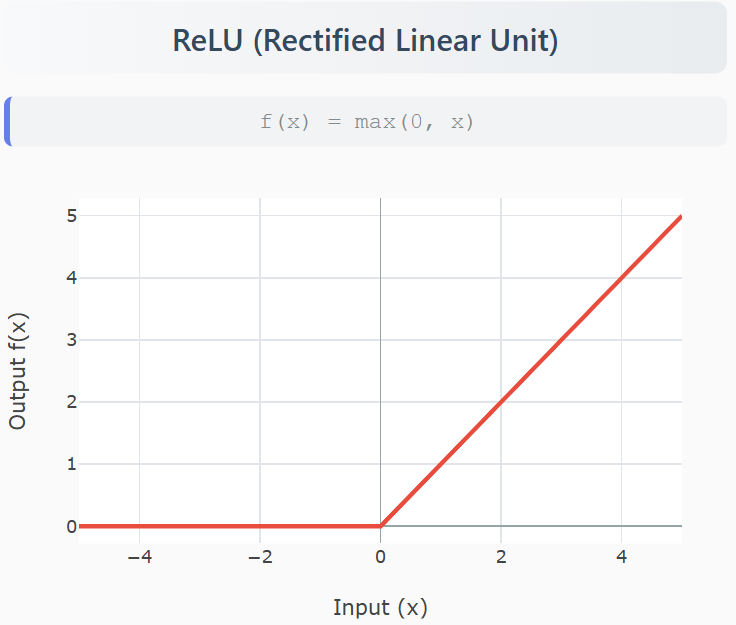 ReLU (Rectified Linear Unit)
f(x) = max(0, x)
5
4
3
2
1
0
Output f(x)
−4 −2 0 2 4
Input (x)